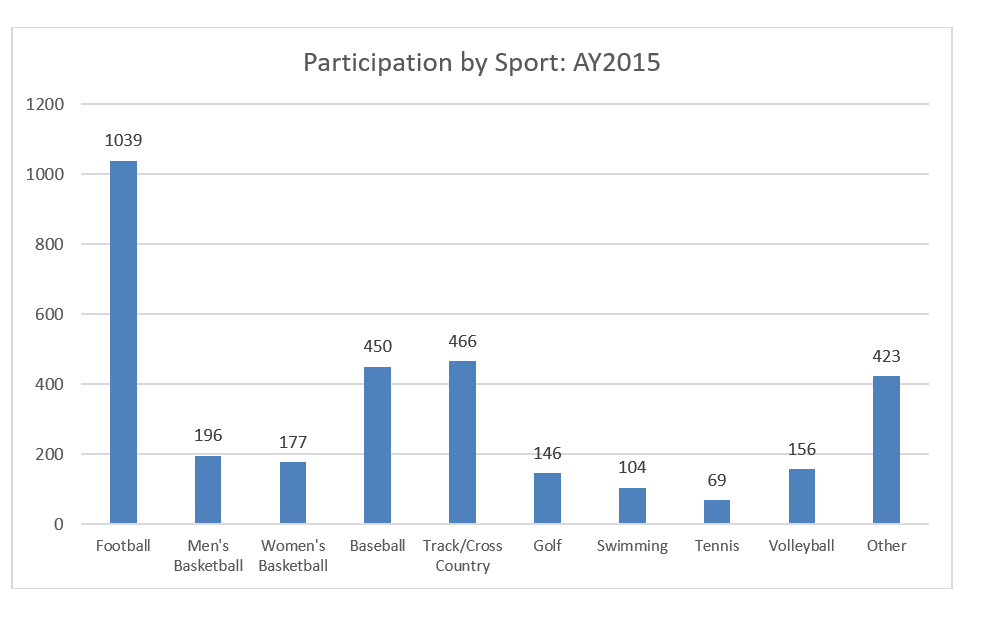 Participation by Sport: AY2015
1200
1000
800
600
400
200
0
1039
196
177
450
466
146
104
69
156
423
Football
Men's
Basketball
Women's
Basketball
Baseball
Track/Cross
Country
Golf
Swimming
Tennis
Volleyball
Other